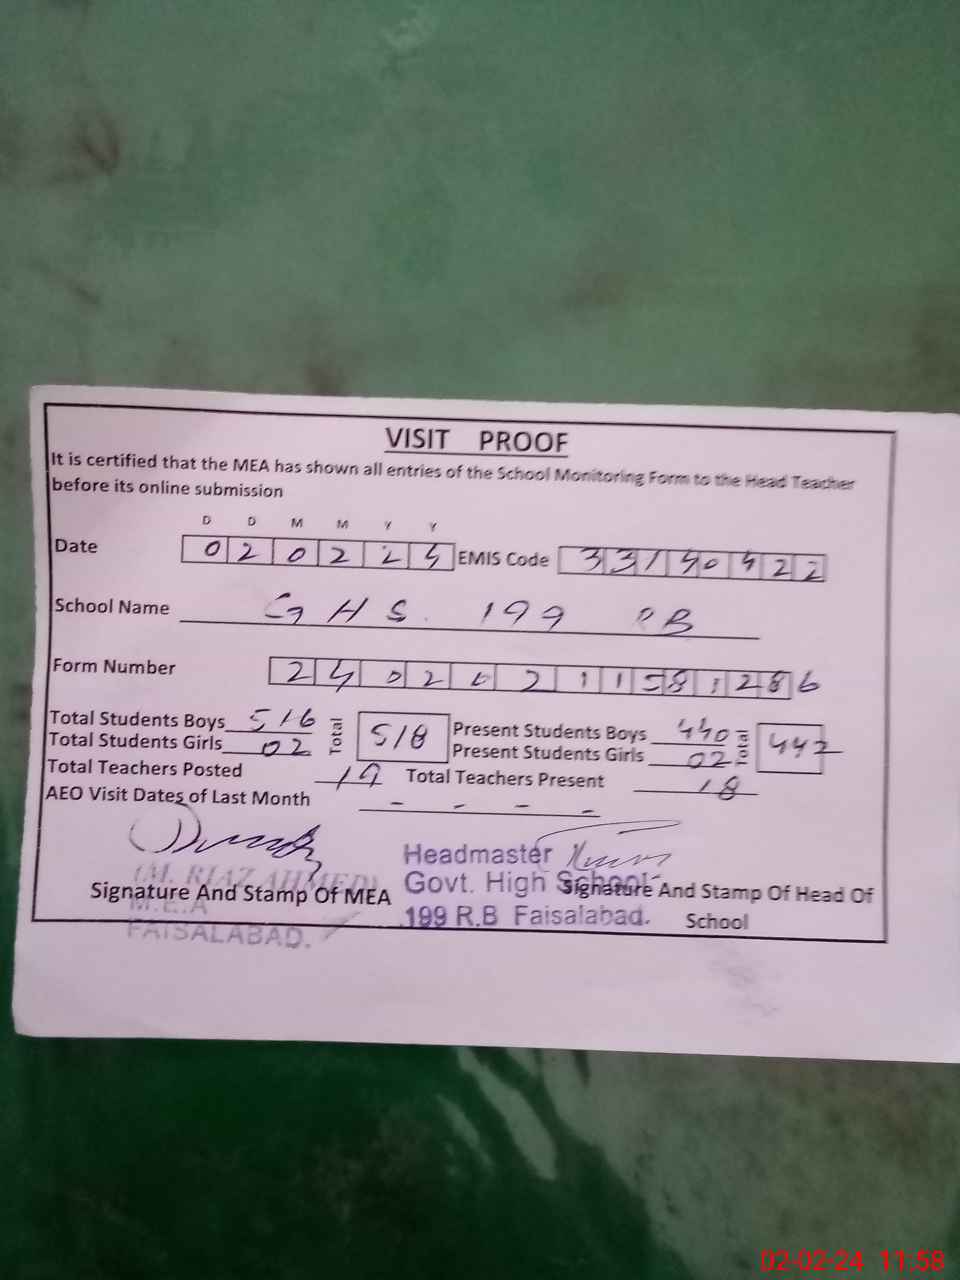 VISIT PROOF
It is certified that the MEA has shown all entries of the School Monitoring Form to the Head Teacher
before its online submission
D D M M Y Y
Date 0 2 0 2 2 4 EMIS Code 3 3 1 4 0 4 2 2
School Name GHS. 199 RB
Form Number 2 4 0 2 0 2 1 1 5 8 1 2 8 6
Total Students Boys 516 Total 518 Present Students Boys 440 Total 442
Total Students Girls 02 Present Students Girls 02
Total Teachers Posted 19 Total Teachers Present 18
AEO Visit Dates of Last Month - - - -
Headmaster
(M. RIAZ AHMED) Govt. High School
Signature And Stamp Of MEA Signature And Stamp Of Head Of
M.E.A 199 R.B Faisalabad. School
FAISALABAD.
02-02-24 11:58